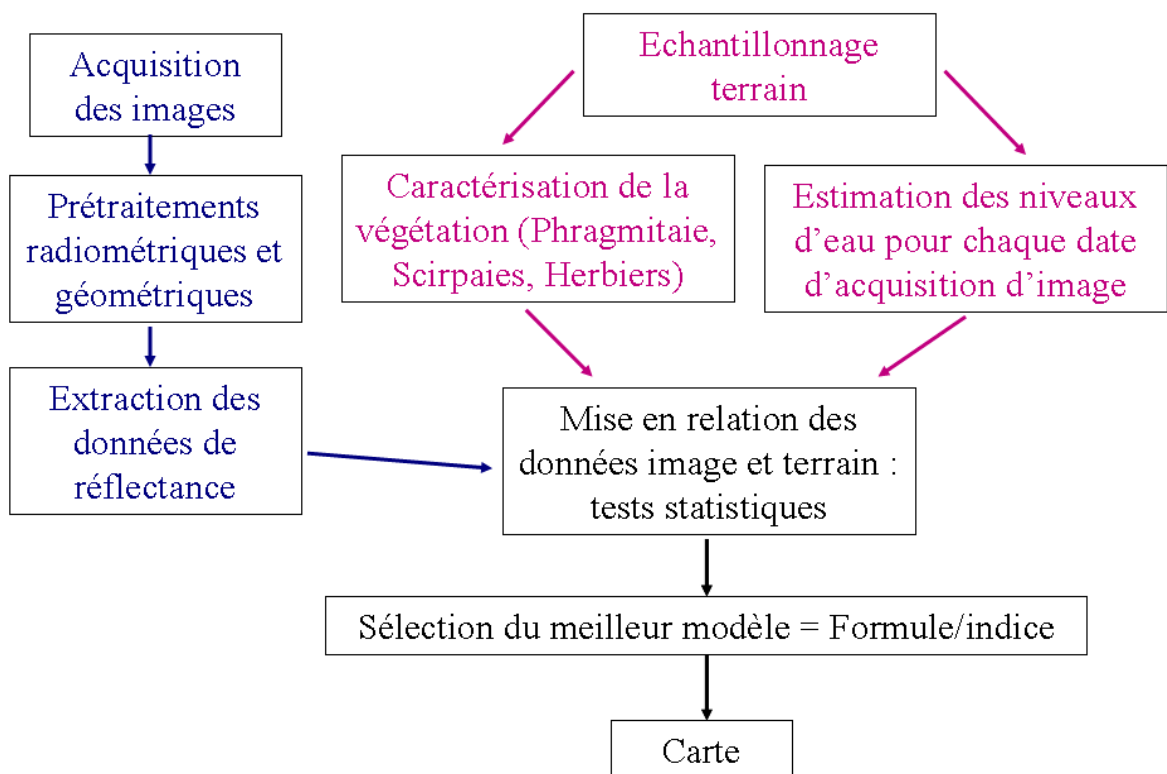 Acquisition
des images
Prétraitements
radiométriques et
géométriques
Extraction des
données de
réflectance
Echantillonnage
terrain
Caractérisation de la
végétation (Phragmitaie,
Scirpaies, Herbiers)
Estimation des niveaux
d’eau pour chaque date
d’acquisition d’image
Mise en relation des
données image et terrain :
tests statistiques
Sélection du meilleur modèle = Formule/indice
Carte